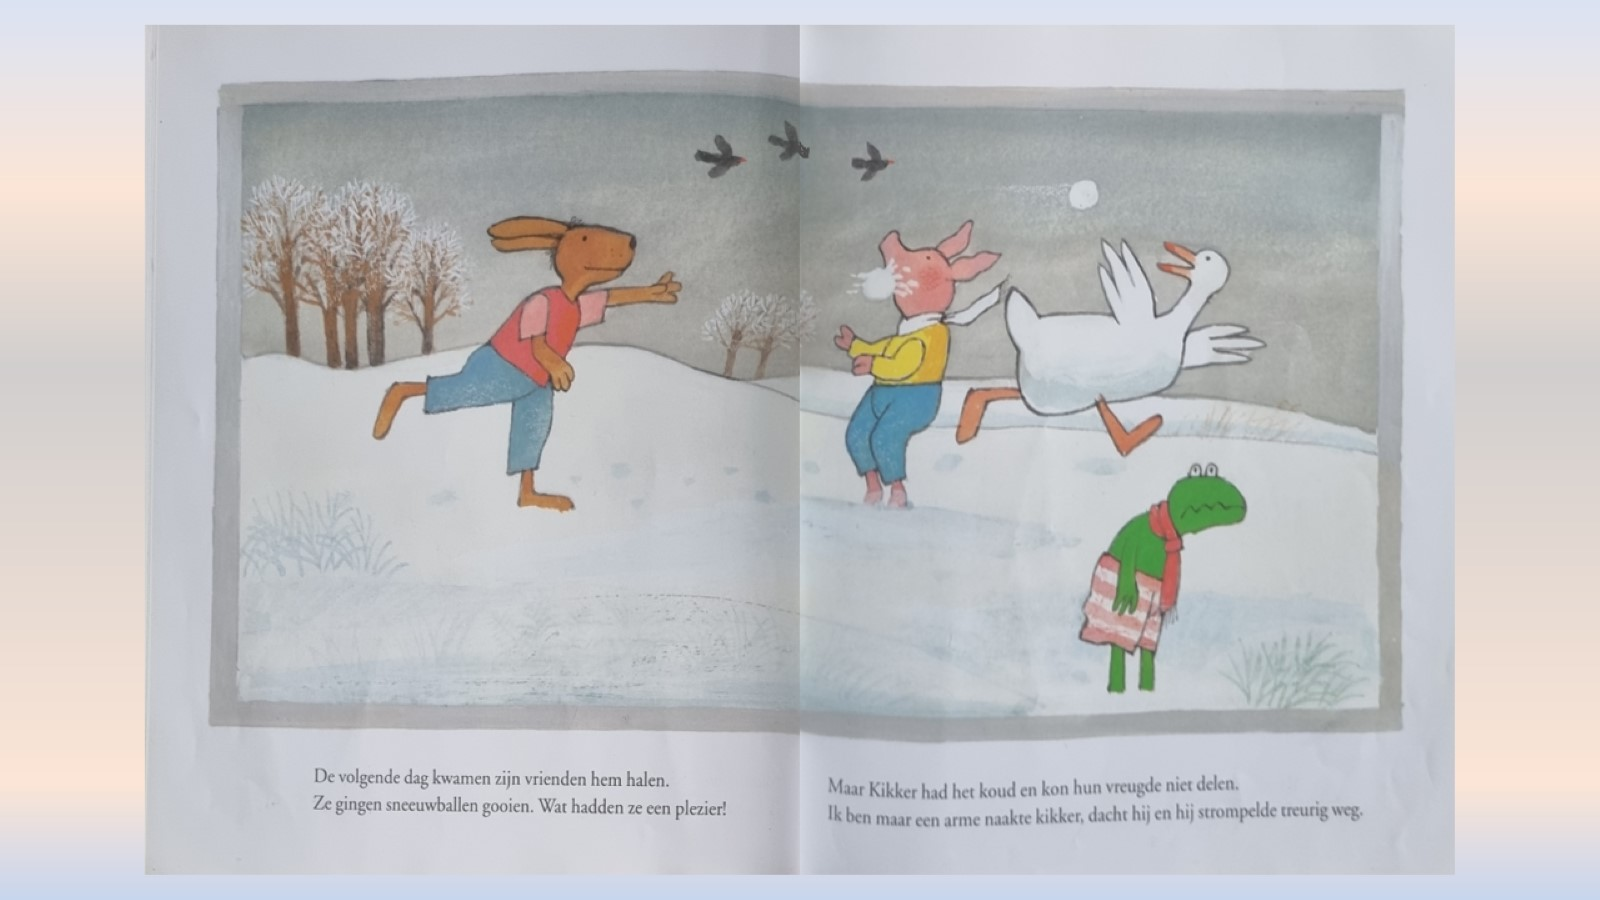 De volgende dag kwamen zijn vrienden hem halen.
Ze gingen sneeuwballen gooien. Wat hadden ze een plezier!
Maar Kikker had het koud en kon hun vreugde niet delen.
Ik ben maar een arme naakte kikker, dacht hij en hij strompelde treurig weg.